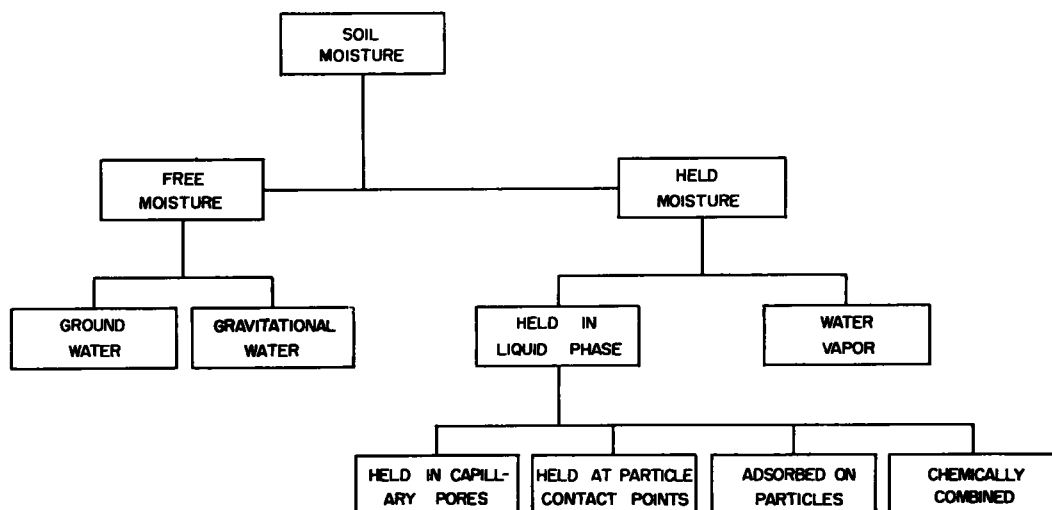 SOIL
MOISTURE
FREE
MOISTURE
HELD
MOISTURE
GROUND
WATER
GRAVITATIONAL
WATER
HELD IN
LIQUID PHASE
WATER
VAPOR
HELD IN CAPILL-
ARY PORES
HELD AT PARTICLE
CONTACT POINTS
ADSORBED ON
PARTICLES
CHEMICALLY
COMBINED